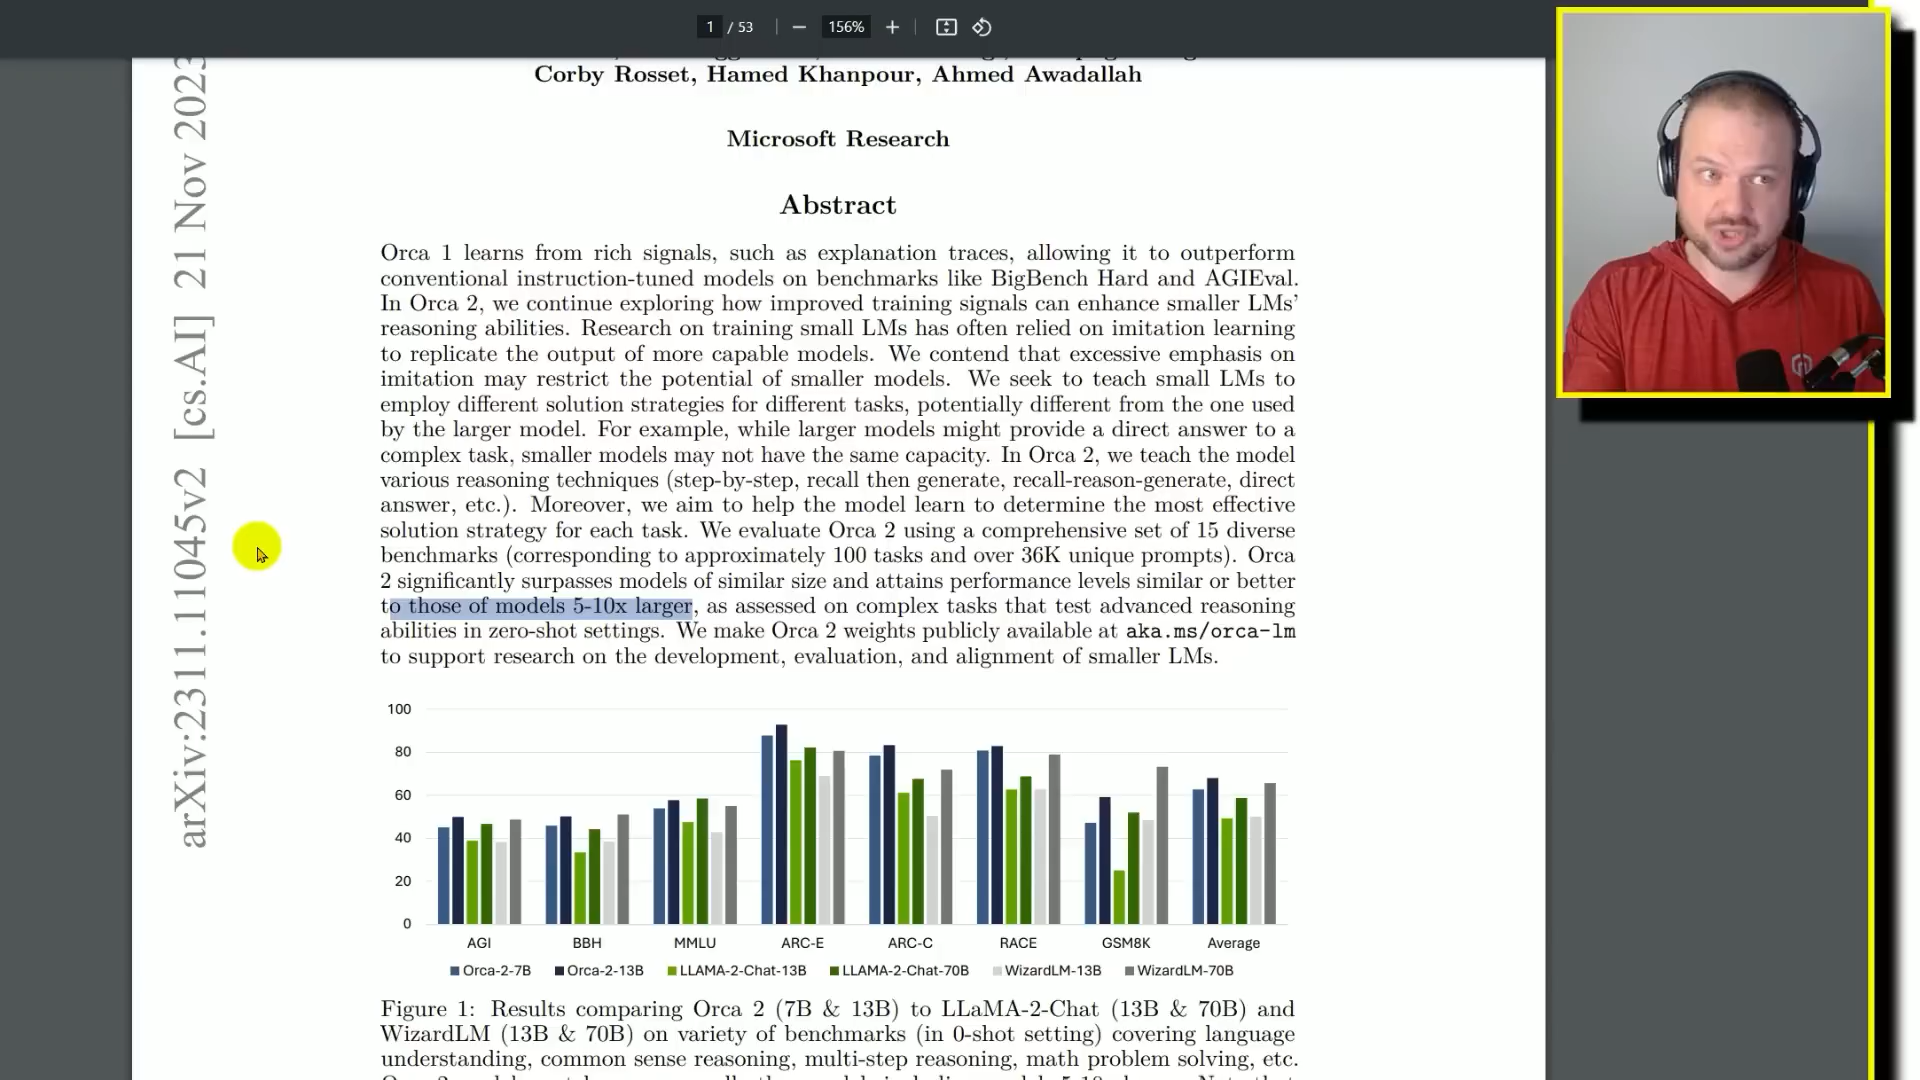 1 / 53
156%
Corby Rosset, Hamed Khanpour, Ahmed Awadallah
Microsoft Research
Abstract
Orca 1 learns from rich signals, such as explanation traces, allowing it to outperform
conventional instruction-tuned models on benchmarks like BigBench Hard and AGIEval.
In Orca 2, we continue exploring how improved training signals can enhance smaller LMs'
reasoning abilities. Research on training small LMs has often relied on imitation learning
to replicate the output of more capable models. We contend that excessive emphasis on
imitation may restrict the potential of smaller models. We seek to teach small LMs to
employ different solution strategies for different tasks, potentially different from the one used
by the larger model. For example, while larger models might provide a direct answer to a
complex task, smaller models may not have the same capacity. In Orca 2, we teach the model
various reasoning techniques (step-by-step, recall then generate, recall-reason-generate, direct
answer, etc.). Moreover, we aim to help the model learn to determine the most effective
solution strategy for each task. We evaluate Orca 2 using a comprehensive set of 15 diverse
benchmarks (corresponding to approximately 100 tasks and over 36K unique prompts). Orca
2 significantly surpasses models of similar size and attains performance levels similar or better
to those of models 5-10x larger, as assessed on complex tasks that test advanced reasoning
abilities in zero-shot settings. We make Orca 2 weights publicly available at aka.ms/orca-lm
to support research on the development, evaluation, and alignment of smaller LMs.
arXiv:2311.11045v2 [cs.AI] 21 Nov 2023
100
80
60
40
20
0
AGI BBH MMLU ARC-E ARC-C RACE GSM8K Average
Orca-2-7B Orca-2-13B LLAMA-2-Chat-13B LLAMA-2-Chat-70B WizardLM-13B WizardLM-70B
Figure 1: Results comparing Orca 2 (7B & 13B) to LLaMA-2-Chat (13B & 70B) and
WizardLM (13B & 70B) on variety of benchmarks (in 0-shot setting) covering language
understanding, common sense reasoning, multi-step reasoning, math problem solving, etc.